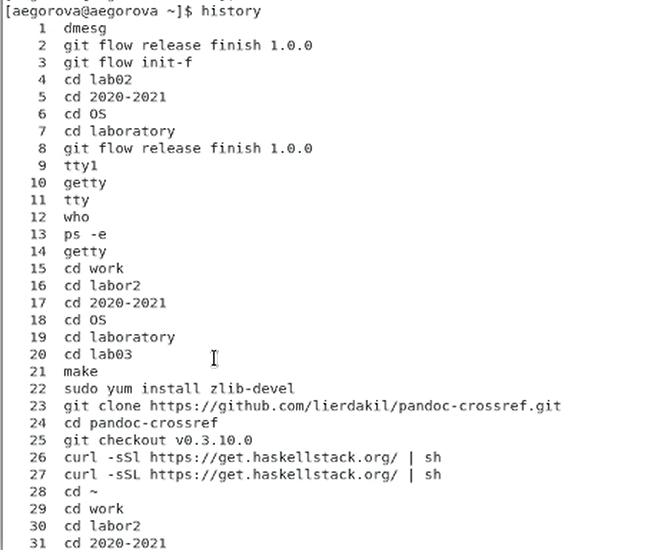 [aegorova@aegorova ~]$ history
1 dmesg
2 git flow release finish 1.0.0
3 git flow init-f
4 cd lab02
5 cd 2020-2021
6 cd OS
7 cd laboratory
8 git flow release finish 1.0.0
9 tty1
10 getty
11 tty
12 who
13 ps -e
14 getty
15 cd work
16 cd labor2
17 cd 2020-2021
18 cd OS
19 cd laboratory
20 cd lab03
21 make
22 sudo yum install zlib-devel
23 git clone https://github.com/lierdakil/pandoc-crossref.git
24 cd pandoc-crossref
25 git checkout v0.3.10.0
26 curl -sSl https://get.haskellstack.org/ | sh
27 curl -sSL https://get.haskellstack.org/ | sh
28 cd ~
29 cd work
30 cd labor2
31 cd 2020-2021